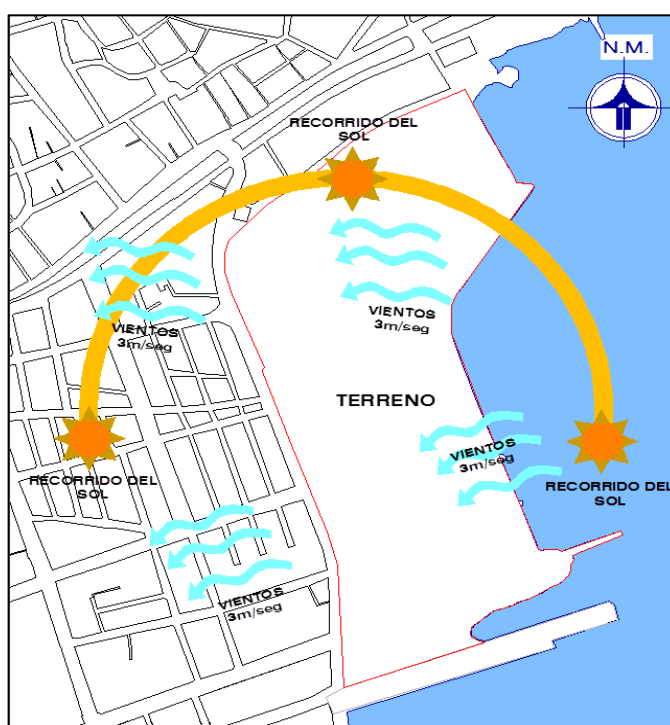 N.M.
RECORRIDO DEL
SOL
VIENTOS
3m/seg
VIENTOS
3m/seg
TERRENO
VIENTOS
3m/seg
RECORRIDO DEL
SOL
RECORRIDO DEL
SOL
VIENTOS
3m/seg